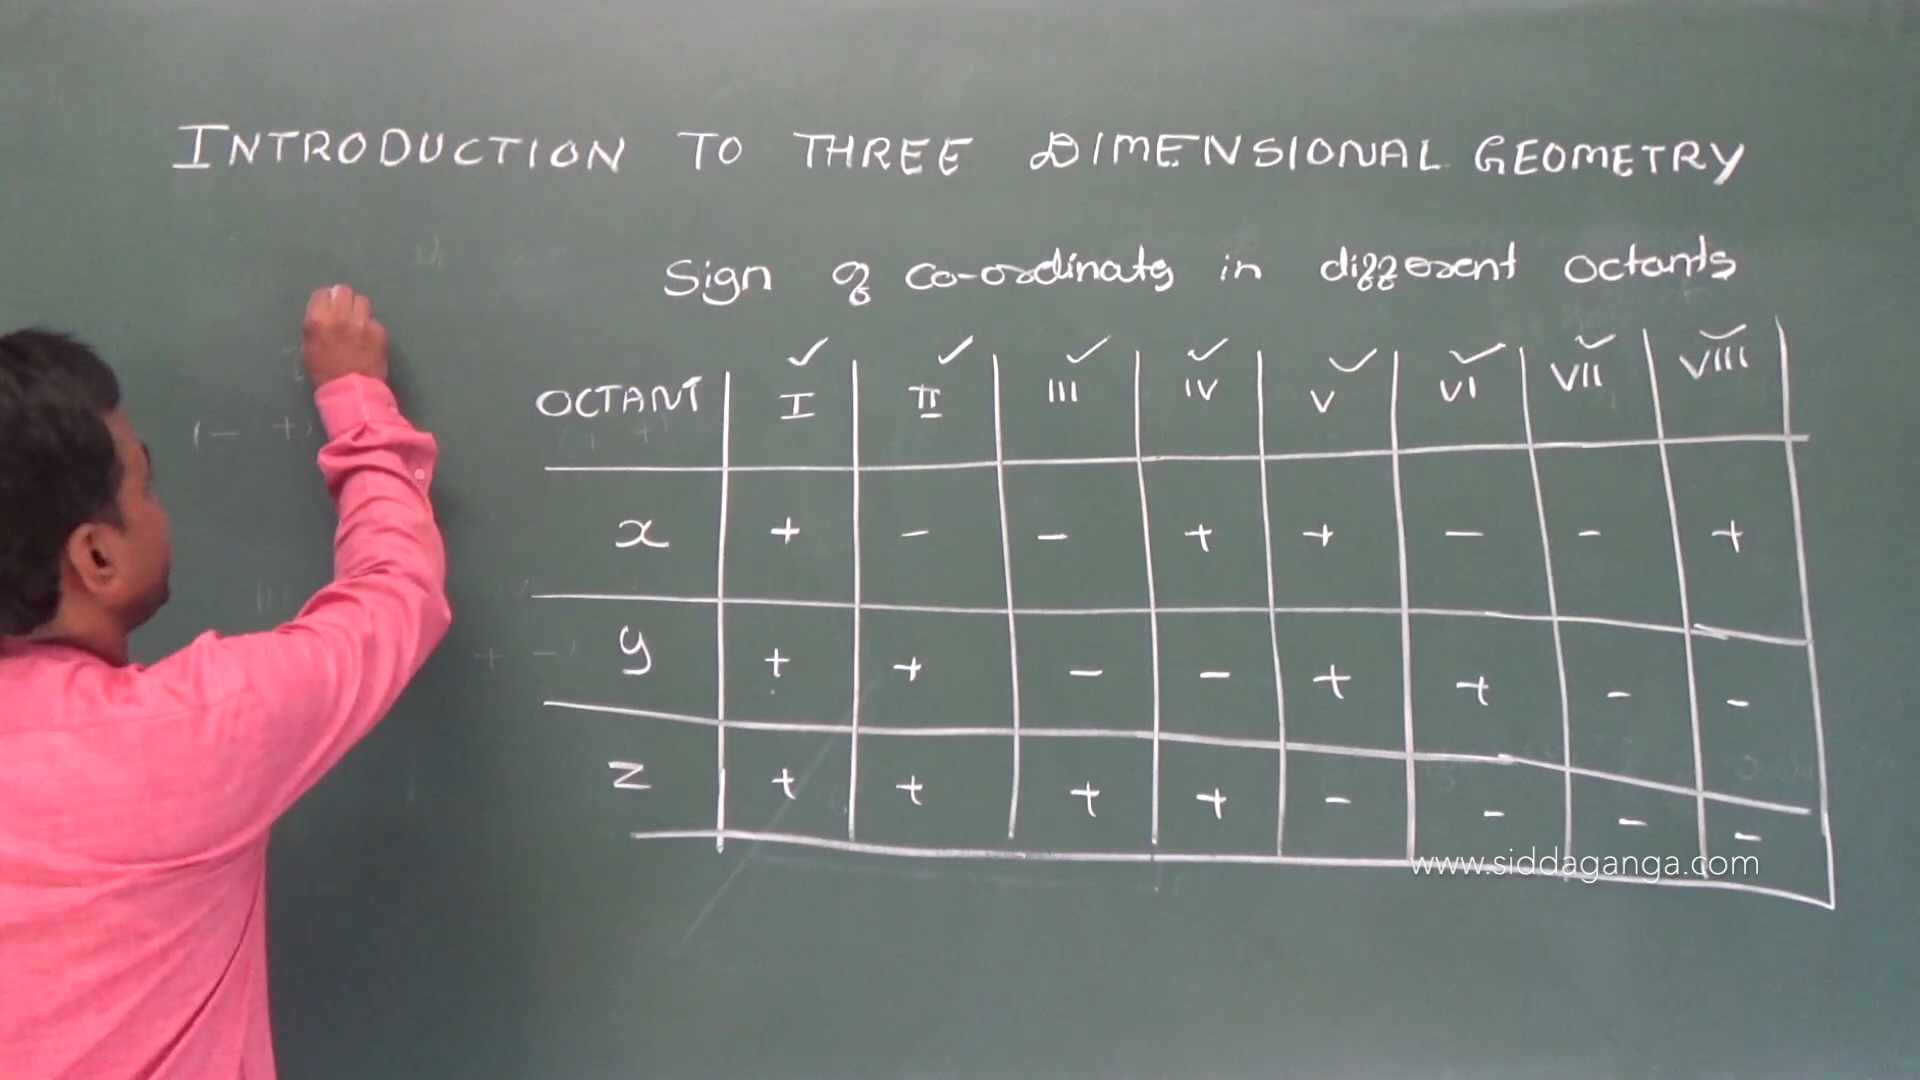 INTRODUCTION TO THREE DIMENSIONAL GEOMETRY
Sign of co-ordinates in different octants
OCTANT I II III IV V VI VII VIII
x + - - + + - - +
y + + - - + + - -
z + + + + - - - -
www.siddaganga.com